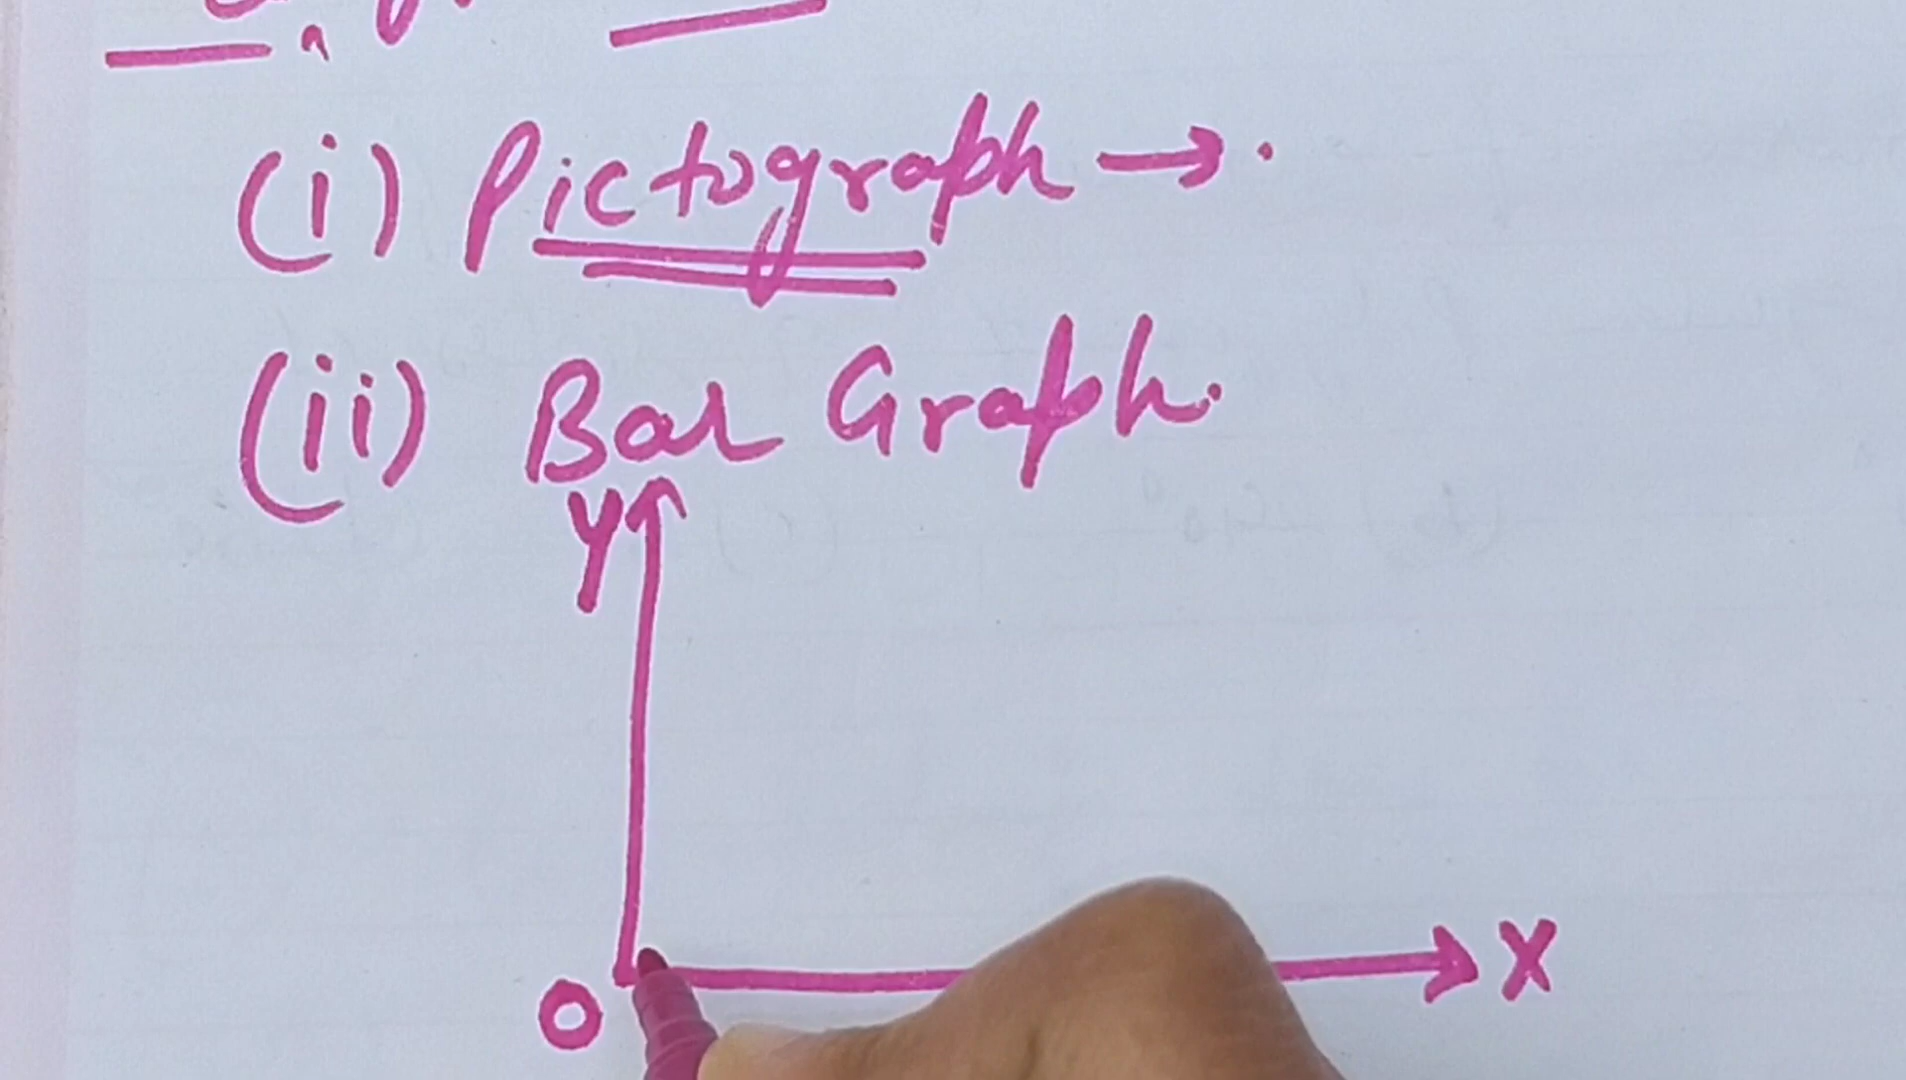 (i) Pictograph → .
(ii) Bar Graph.
Y
O
X